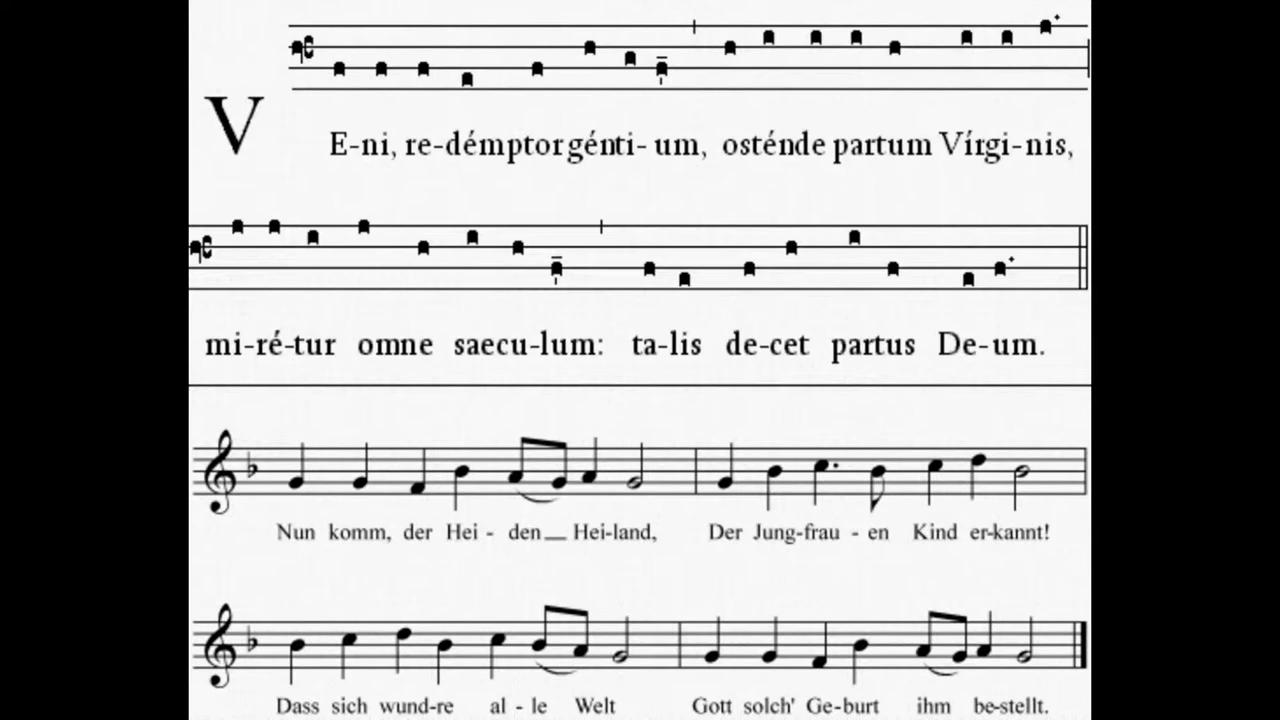 VE-ni, re-démptor génti-um, osténde partum Vírgi-nis,
mi-ré-tur omne saecu-lum: ta-lis de-cet partus De-um.
Nun komm, der Hei - den__ Hei-land, Der Jung-frau - en Kind er-kannt!
Dass sich wund-re al - le Welt Gott solch' Ge-burt ihm be-stellt.